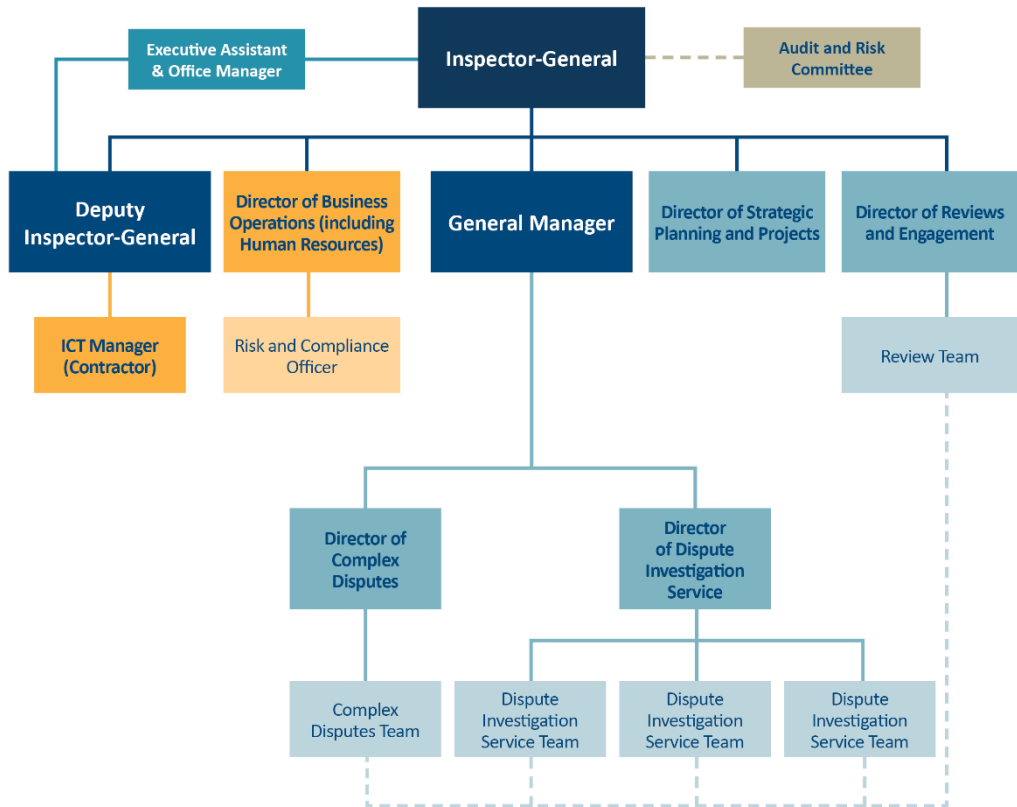 Executive Assistant
& Office Manager
Inspector-General
Audit and Risk
Committee
Deputy
Inspector-General
Director of Business
Operations (including
Human Resources)
General Manager
Director of Strategic
Planning and Projects
Director of Reviews
and Engagement
ICT Manager
(Contractor)
Risk and Compliance
Officer
Review Team
Director of
Complex
Disputes
Director
of Dispute
Investigation
Service
Complex
Disputes Team
Dispute
Investigation
Service Team
Dispute
Investigation
Service Team
Dispute
Investigation
Service Team